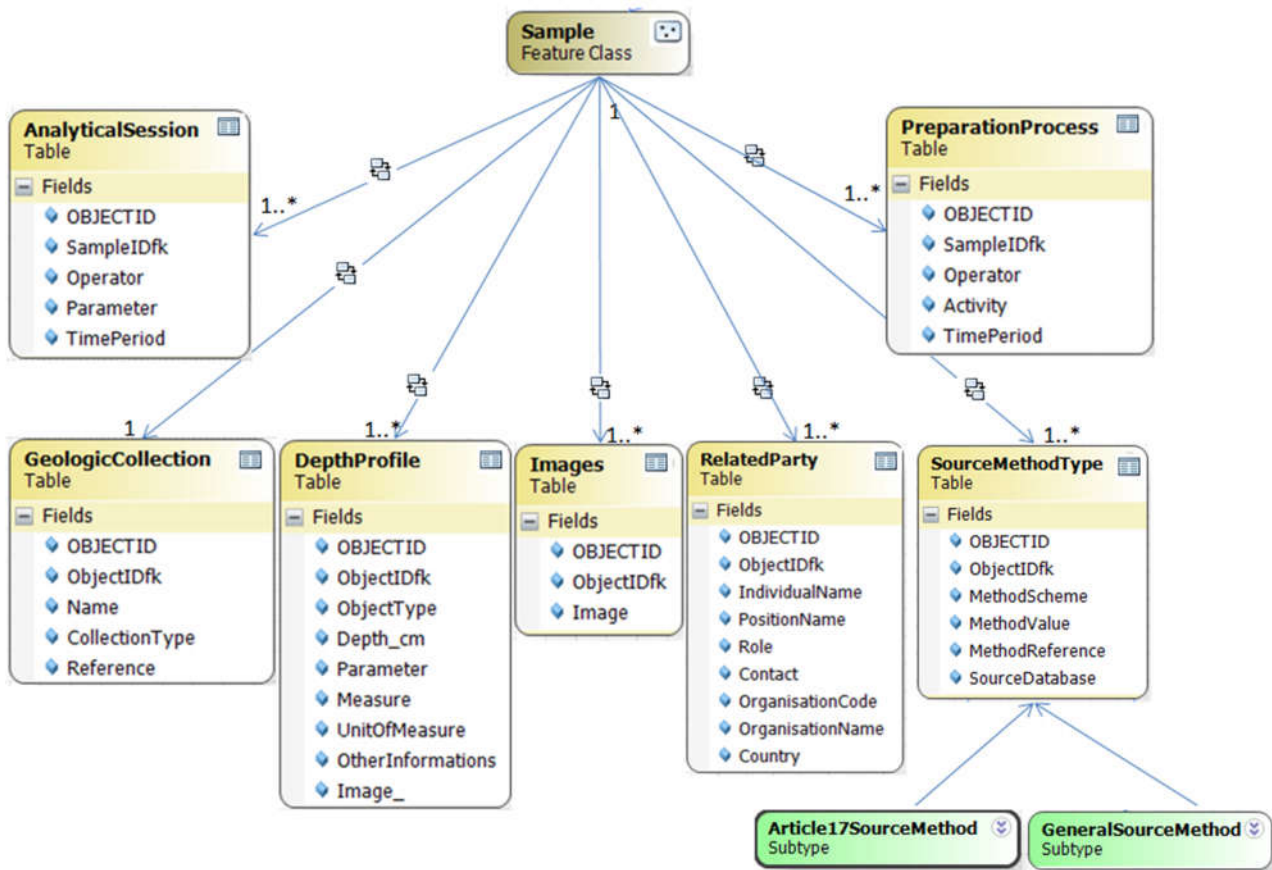 Sample
Feature Class
1
AnalyticalSession
Table
Fields
OBJECTID
SampleIDfk
Operator
Parameter
TimePeriod
1..*
PreparationProcess
Table
Fields
OBJECTID
SampleIDfk
Operator
Activity
TimePeriod
1..*
1
GeologicCollection
Table
Fields
OBJECTID
ObjectIDfk
Name
CollectionType
Reference
1..*
DepthProfile
Table
Fields
OBJECTID
ObjectIDfk
ObjectType
Depth_cm
Parameter
Measure
UnitOfMeasure
OtherInformations
Image_
1..*
Images
Table
Fields
OBJECTID
ObjectIDfk
Image
1..*
RelatedParty
Table
Fields
OBJECTID
ObjectIDfk
IndividualName
PositionName
Role
Contact
OrganisationCode
OrganisationName
Country
1..*
SourceMethodType
Table
Fields
OBJECTID
ObjectIDfk
MethodScheme
MethodValue
MethodReference
SourceDatabase
Article17SourceMethod
Subtype
GeneralSourceMethod
Subtype